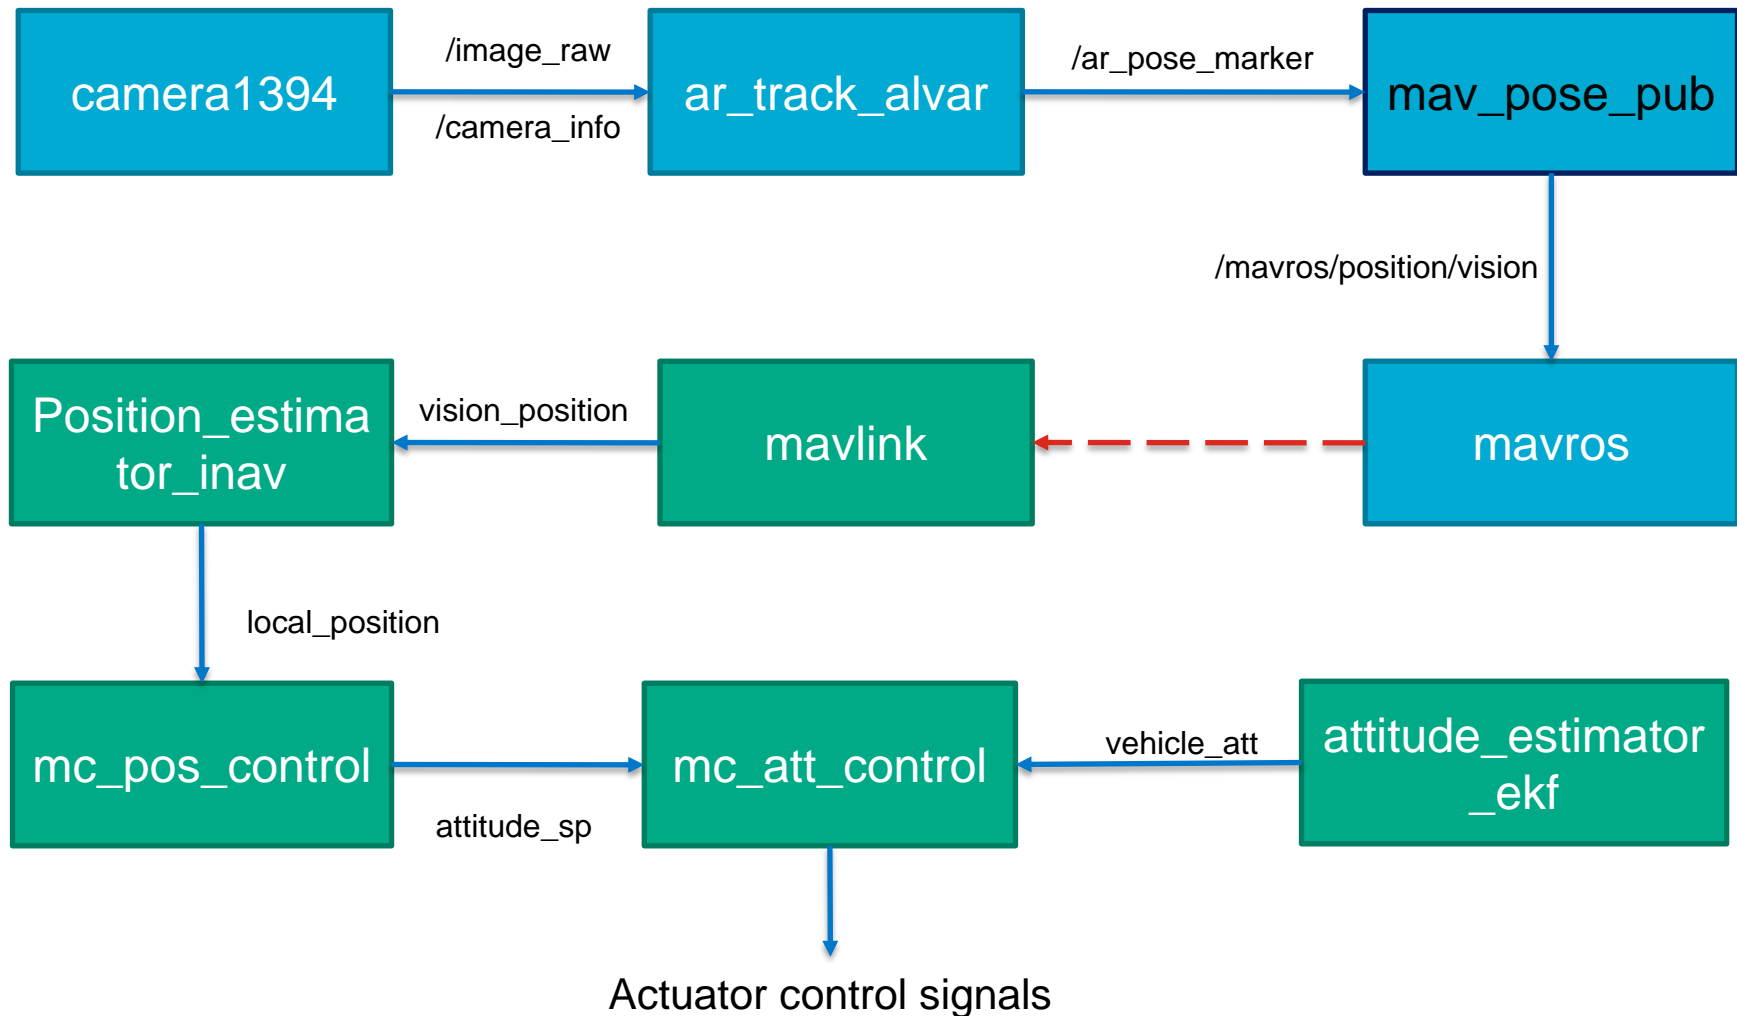 camera1394
/image_raw
/camera_info
ar_track_alvar
/ar_pose_marker
mav_pose_pub
/mavros/position/vision
Position_estima
tor_inav
vision_position
mavlink
mavros
local_position
mc_pos_control
attitude_sp
mc_att_control
vehicle_att
attitude_estimator
_ekf
Actuator control signals